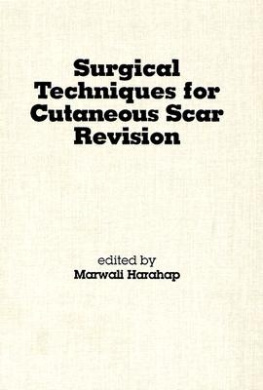 Surgical
Techniques for
Cutaneous Scar
Revision
edited by
Marwali Harahap